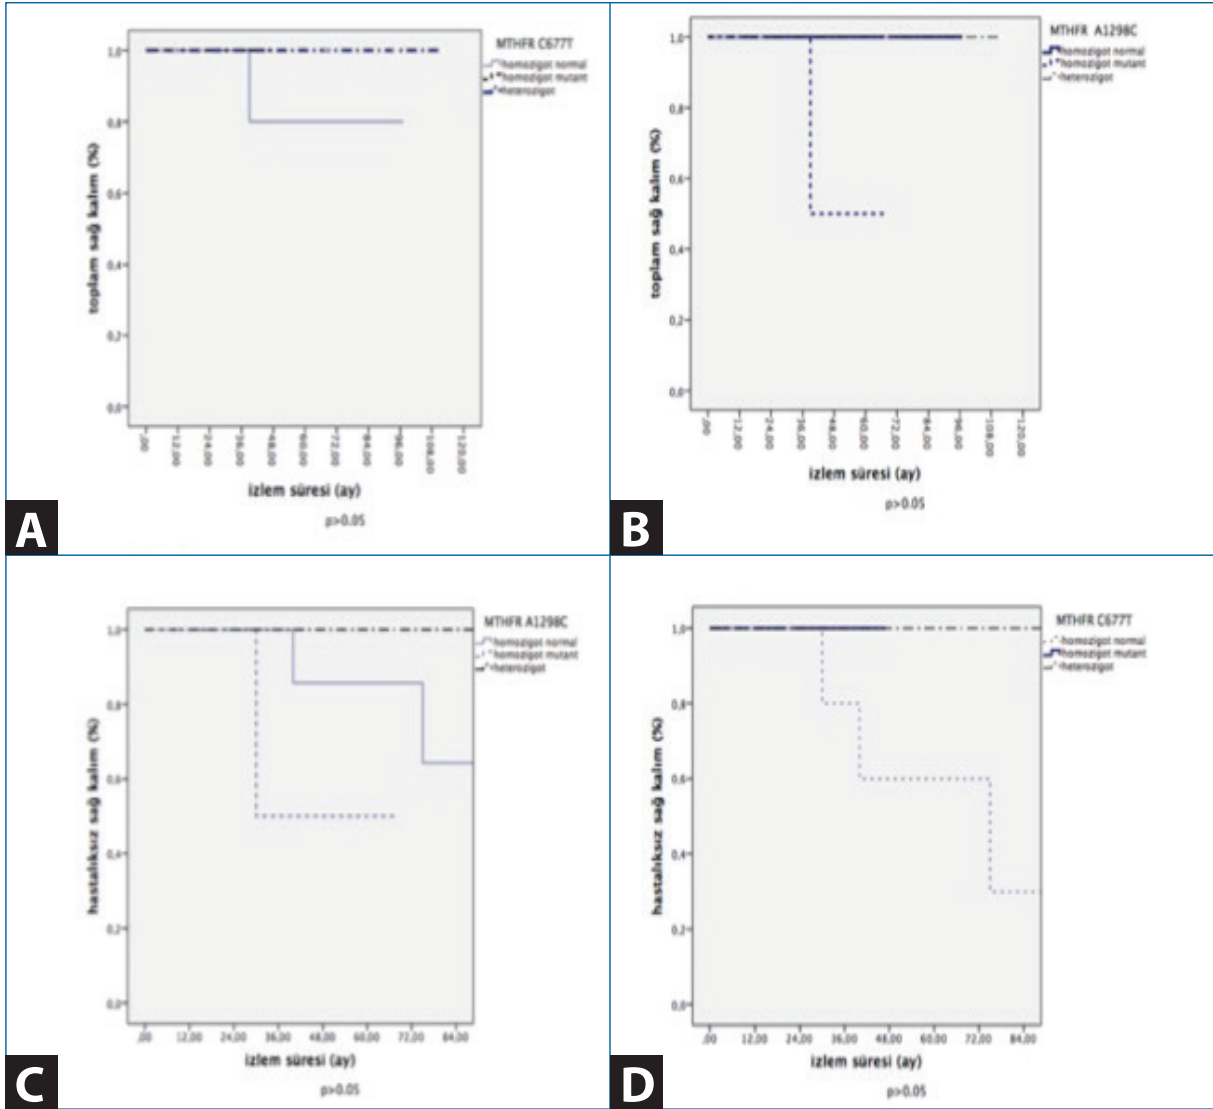 MTHFR C677T
homozigot normal
homozigot mutant
heterozigot
toplam sağ kalım (%)
1,0
0,8
0,6
0,4
0,2
0,0
,00 12,00 24,00 36,00 48,00 60,00 72,00 84,00 96,00 108,00 120,00
izlem süresi (ay)
p>0.05
A
MTHFR A1298C
homozigot normal
homozigot mutant
heterozigot
toplam sağ kalım (%)
1,0
0,8
0,6
0,4
0,2
0,0
,00 12,00 24,00 36,00 48,00 60,00 72,00 84,00 96,00 108,00 120,00
izlem süresi (ay)
p>0.05
B
MTHFR A1298C
homozigot normal
homozigot mutant
heterozigot
hastalıksız sağ kalım (%)
1,0
0,8
0,6
0,4
0,2
0,0
,00 12,00 24,00 36,00 48,00 60,00 72,00 84,00
izlem süresi (ay)
p>0.05
C
MTHFR C677T
homozigot normal
homozigot mutant
heterozigot
hastalıksız sağ kalım (%)
1,0
0,8
0,6
0,4
0,2
0,0
,00 12,00 24,00 36,00 48,00 60,00 72,00 84,00
izlem süresi (ay)
p>0.05
D